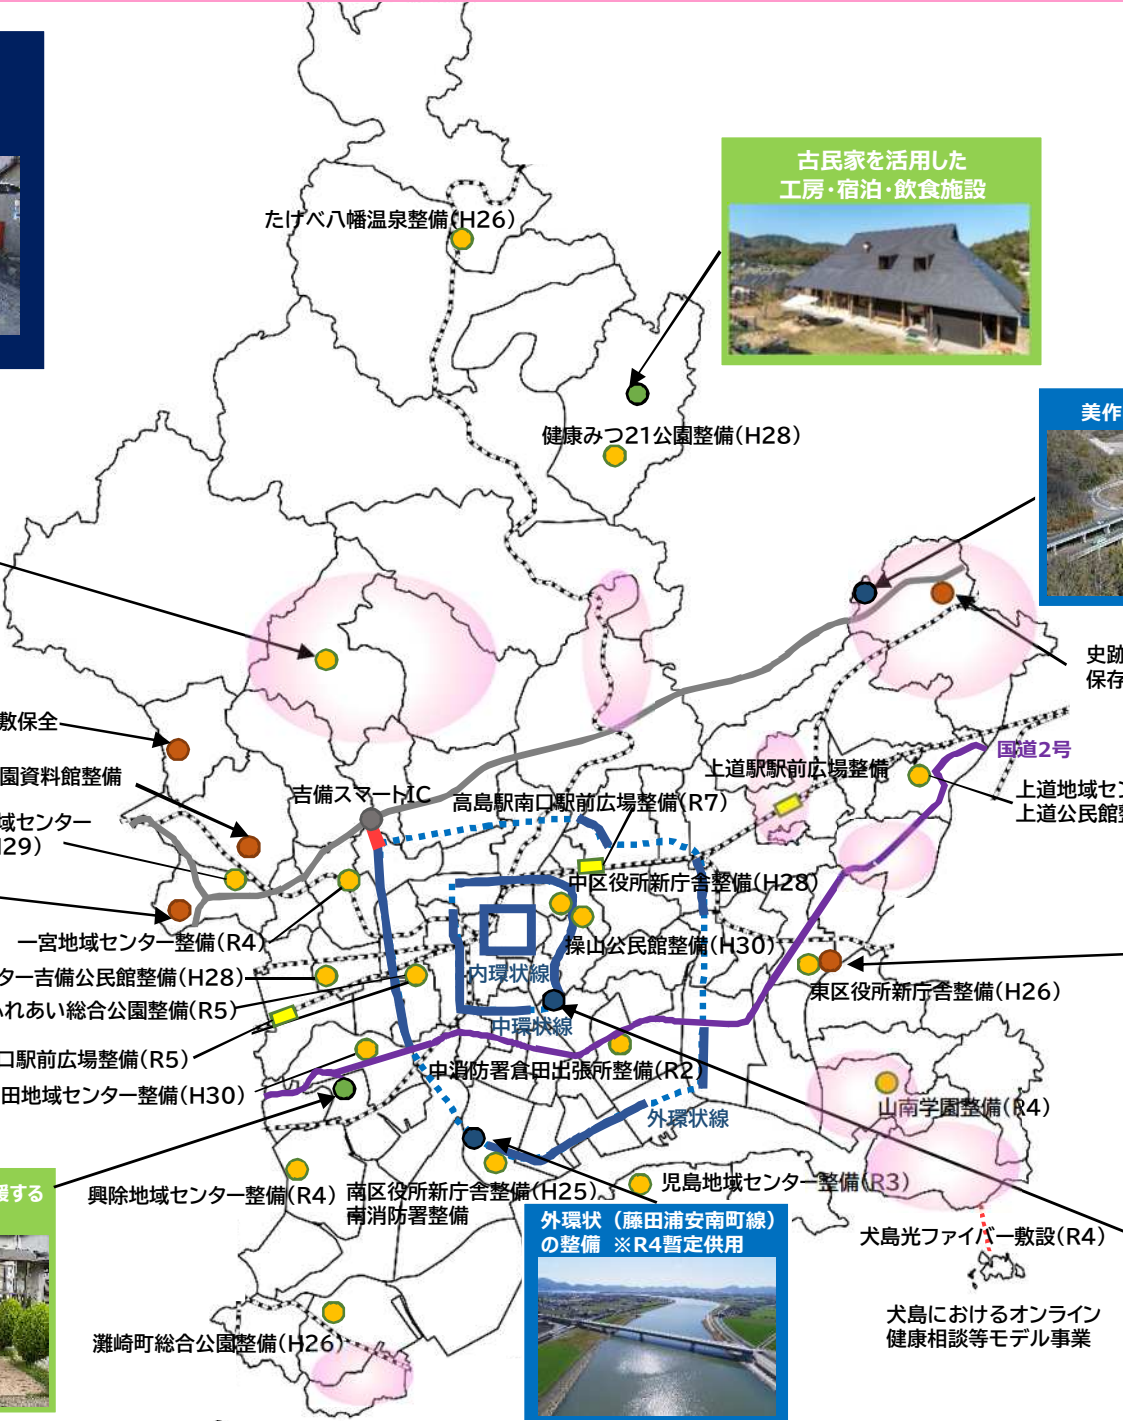 古民家を活用した
工房・宿泊・飲食施設
たけべ八幡温泉整備(H26)
健康みつ21公園整備(H28)
美作
史跡
保存
敷保全
園資料館整備
域センター
H29)
吉備スマートIC
高島駅南口駅前広場整備(R7)
上道駅駅前広場整備
国道2号
上道地域セン
上道公民館整
中区役所新庁舎整備(H28)
操山公民館整備(H30)
一宮地域センター整備(R4)
ター吉備公民館整備(H28)
れあい総合公園整備(R5)
口駅前広場整備(R5)
田地域センター整備(H30)
内環状線
中環状線
東区役所新庁舎整備(H26)
中消防署倉田出張所整備(R2)
山南学園整備(R4)
外環状線
援する
興除地域センター整備(R4)
南区役所新庁舎整備(H25)
南消防署整備
児島地域センター整備(R3)
外環状（藤田浦安南町線）
の整備 ※R4暫定供用
犬島光ファイバー敷設(R4)
犬島におけるオンライン
健康相談等モデル事業
灘崎町総合公園整備(H26)